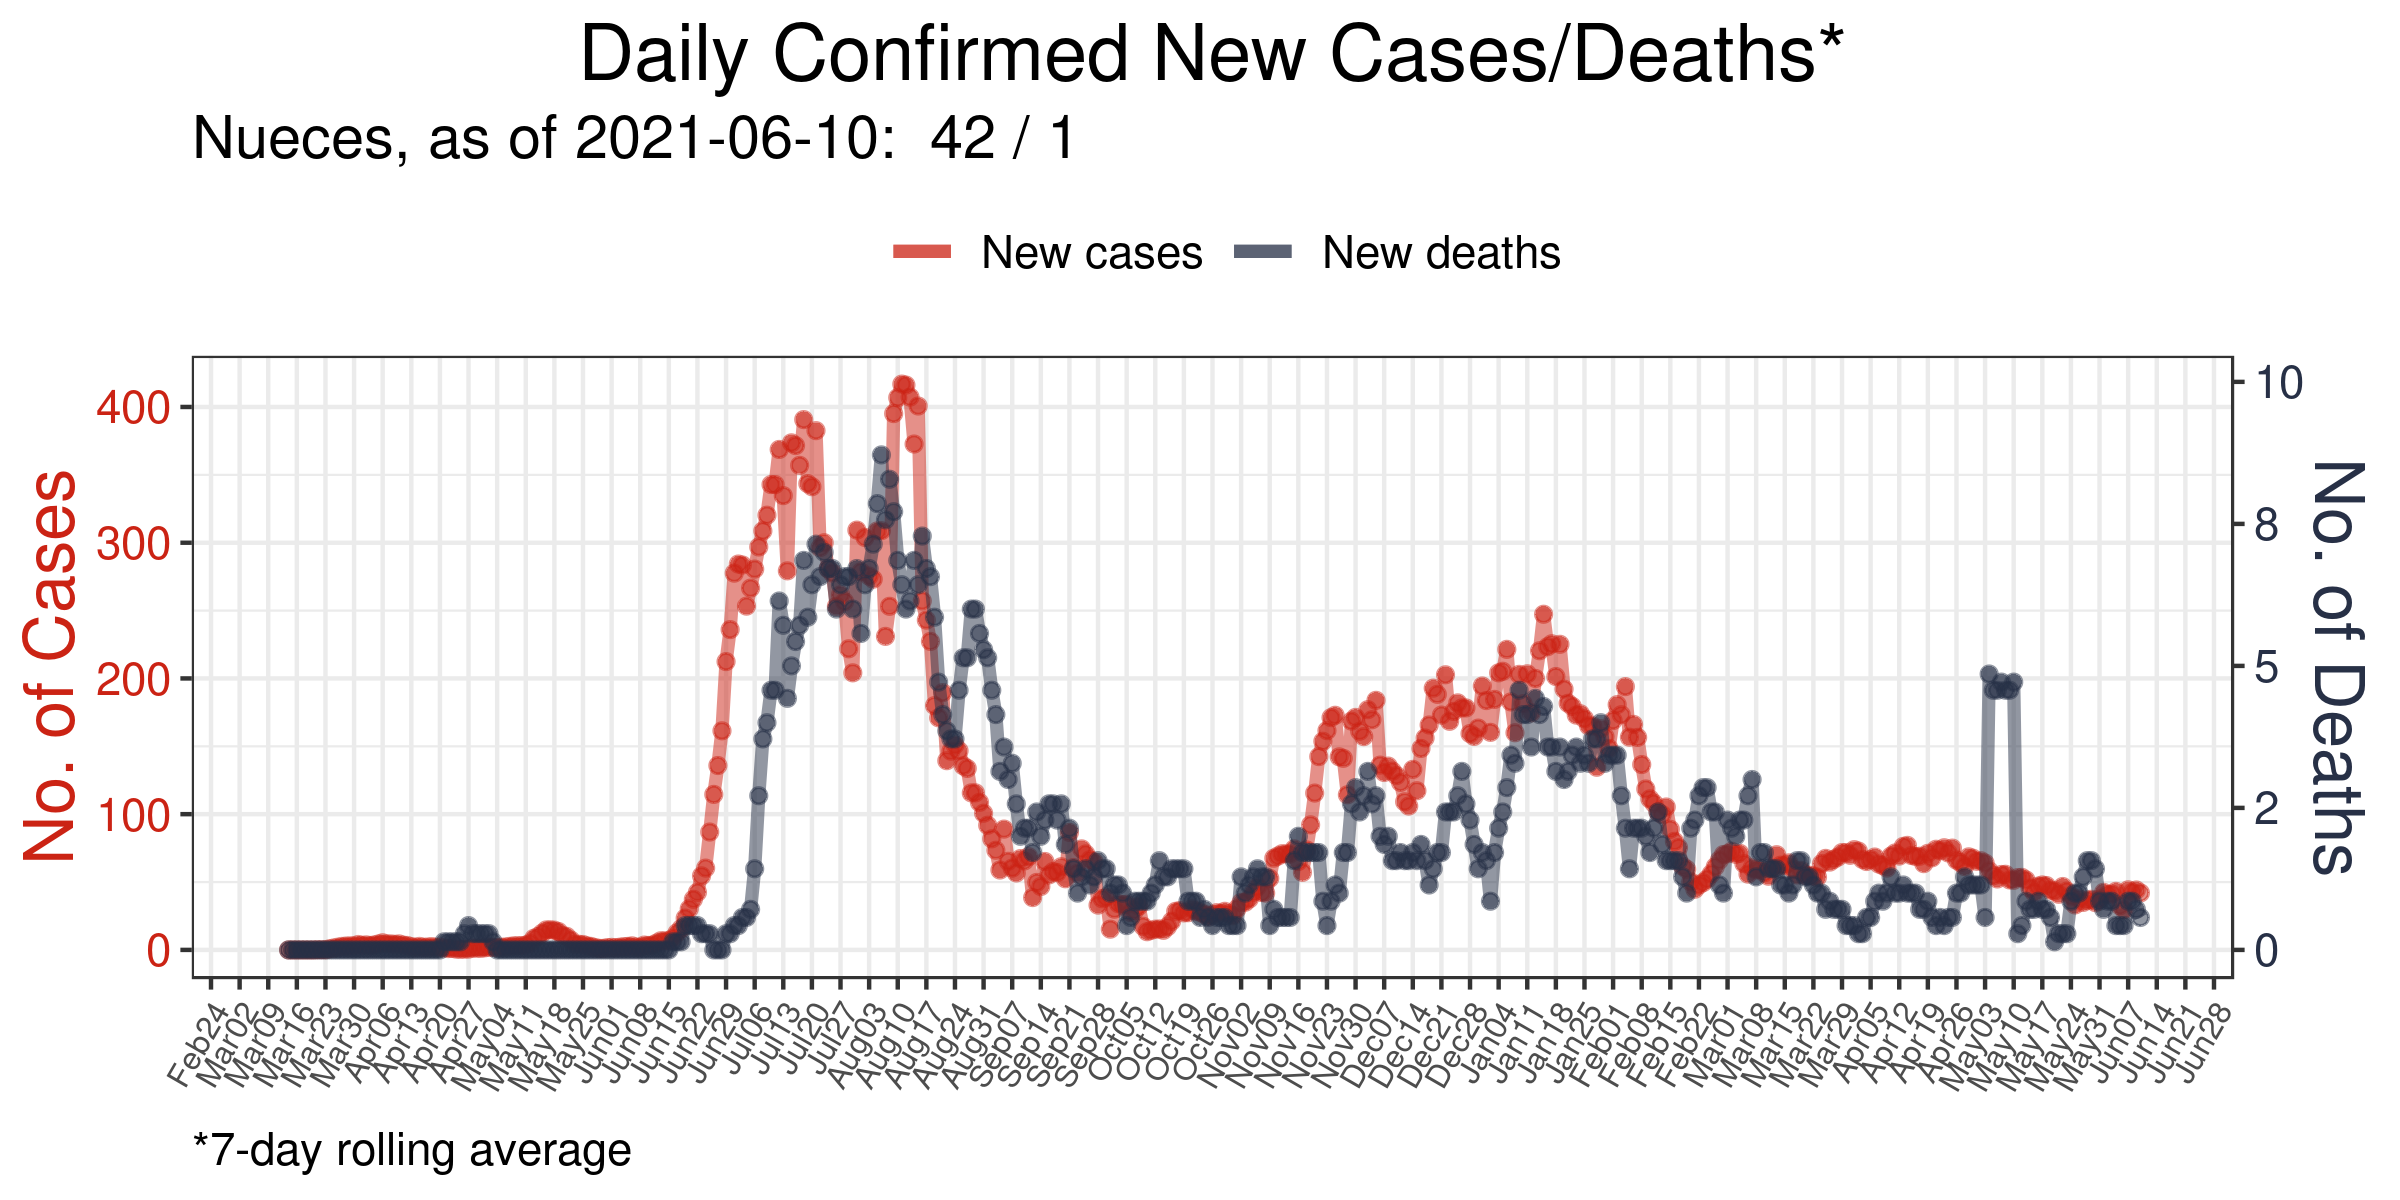 Daily Confirmed New Cases/Deaths*
Nueces, as of 2021-06-10:  42 / 1
New cases
New deaths
No. of Cases
400
300
200
100
0
10
8
5
2
0
No. of Deaths
Feb24
Mar02
Mar09
Mar16
Mar23
Mar30
Apr06
Apr13
Apr20
Apr27
May04
May11
May18
May25
Jun01
Jun08
Jun15
Jun22
Jun29
Jul06
Jul13
Jul20
Jul27
Aug03
Aug10
Aug17
Aug24
Aug31
Sep07
Sep14
Sep21
Sep28
Oct05
Oct12
Oct19
Oct26
Nov02
Nov09
Nov16
Nov23
Nov30
Dec07
Dec14
Dec21
Dec28
Jan04
Jan11
Jan18
Jan25
Feb01
Feb08
Feb15
Feb22
Mar01
Mar08
Mar15
Mar22
Mar29
Apr05
Apr12
Apr19
Apr26
May03
May10
May17
May24
May31
Jun07
Jun14
Jun21
Jun28
*7-day rolling average